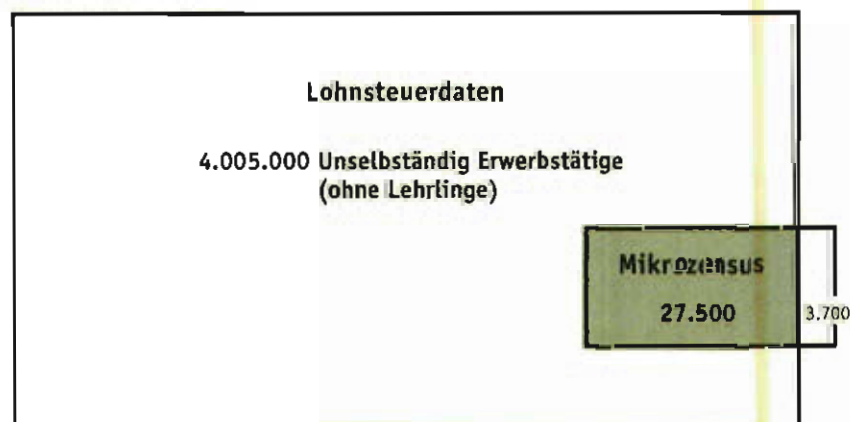 Lohnsteuerdaten
4.005.000 Unselbständig Erwerbstätige
(ohne Lehrlinge)
Mikrozensus
27.500
3.700